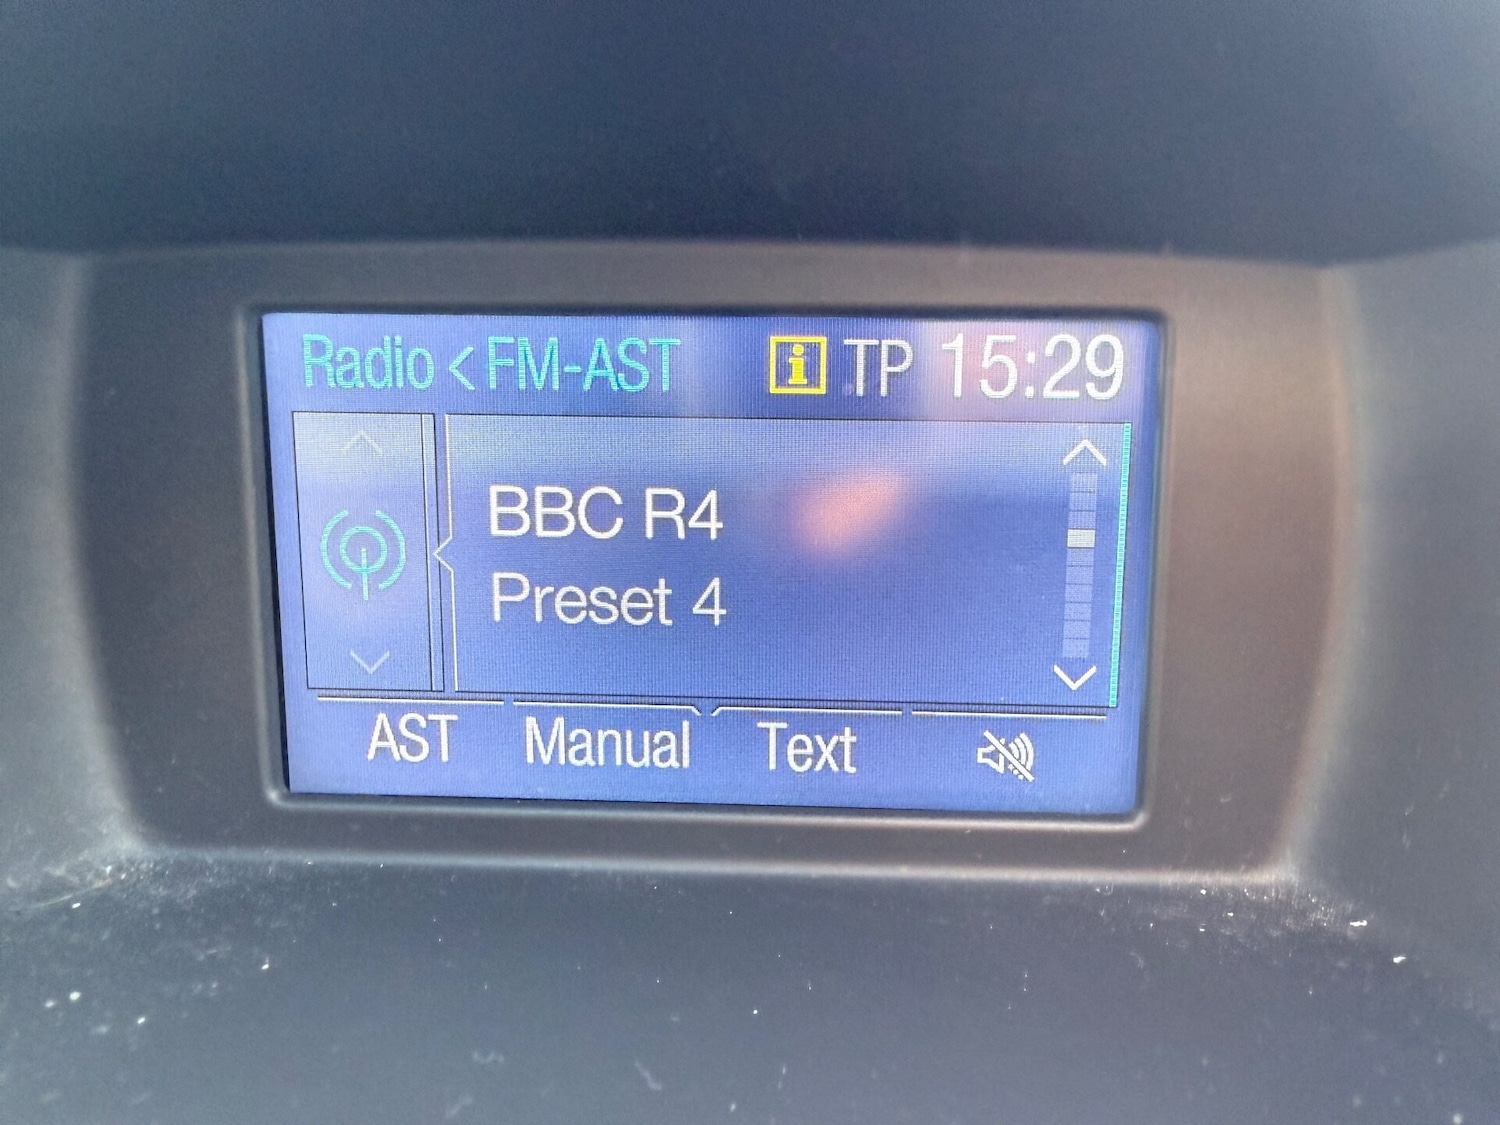 Radio < FM-AST i TP 15:29
BBC R4
Preset 4
AST Manual Text